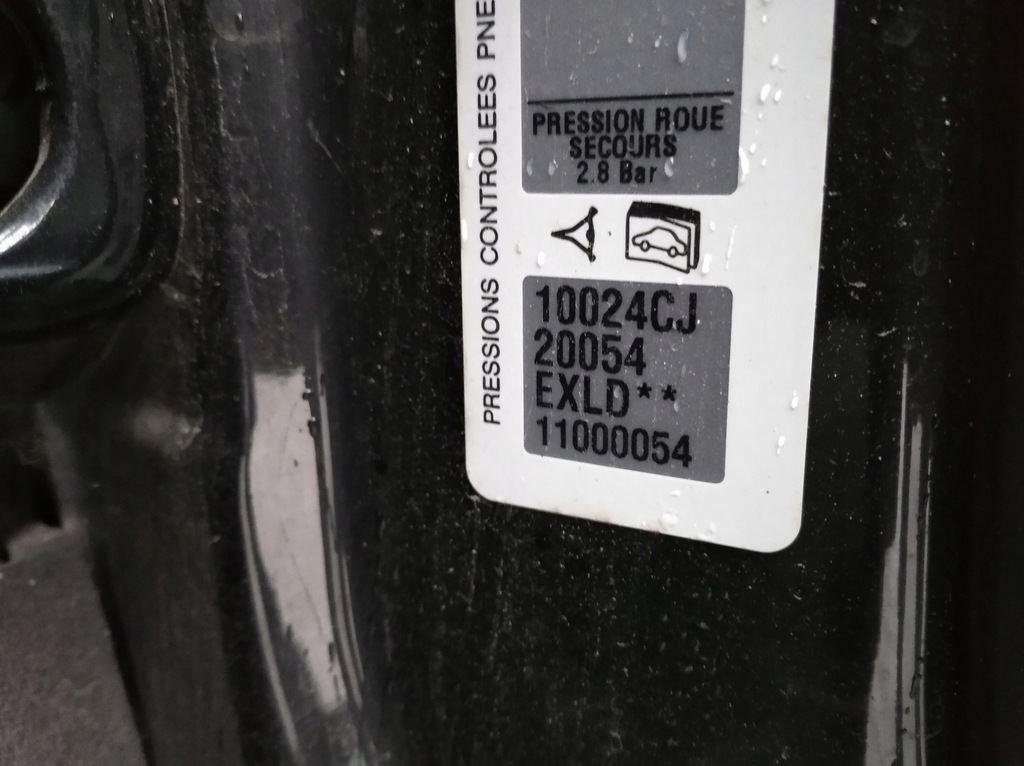 PRESSIONS CONTROLEES PNE
PRESSION ROUE
SECOURS
2.8 Bar
10024CJ
20054
EXLD**
11000054